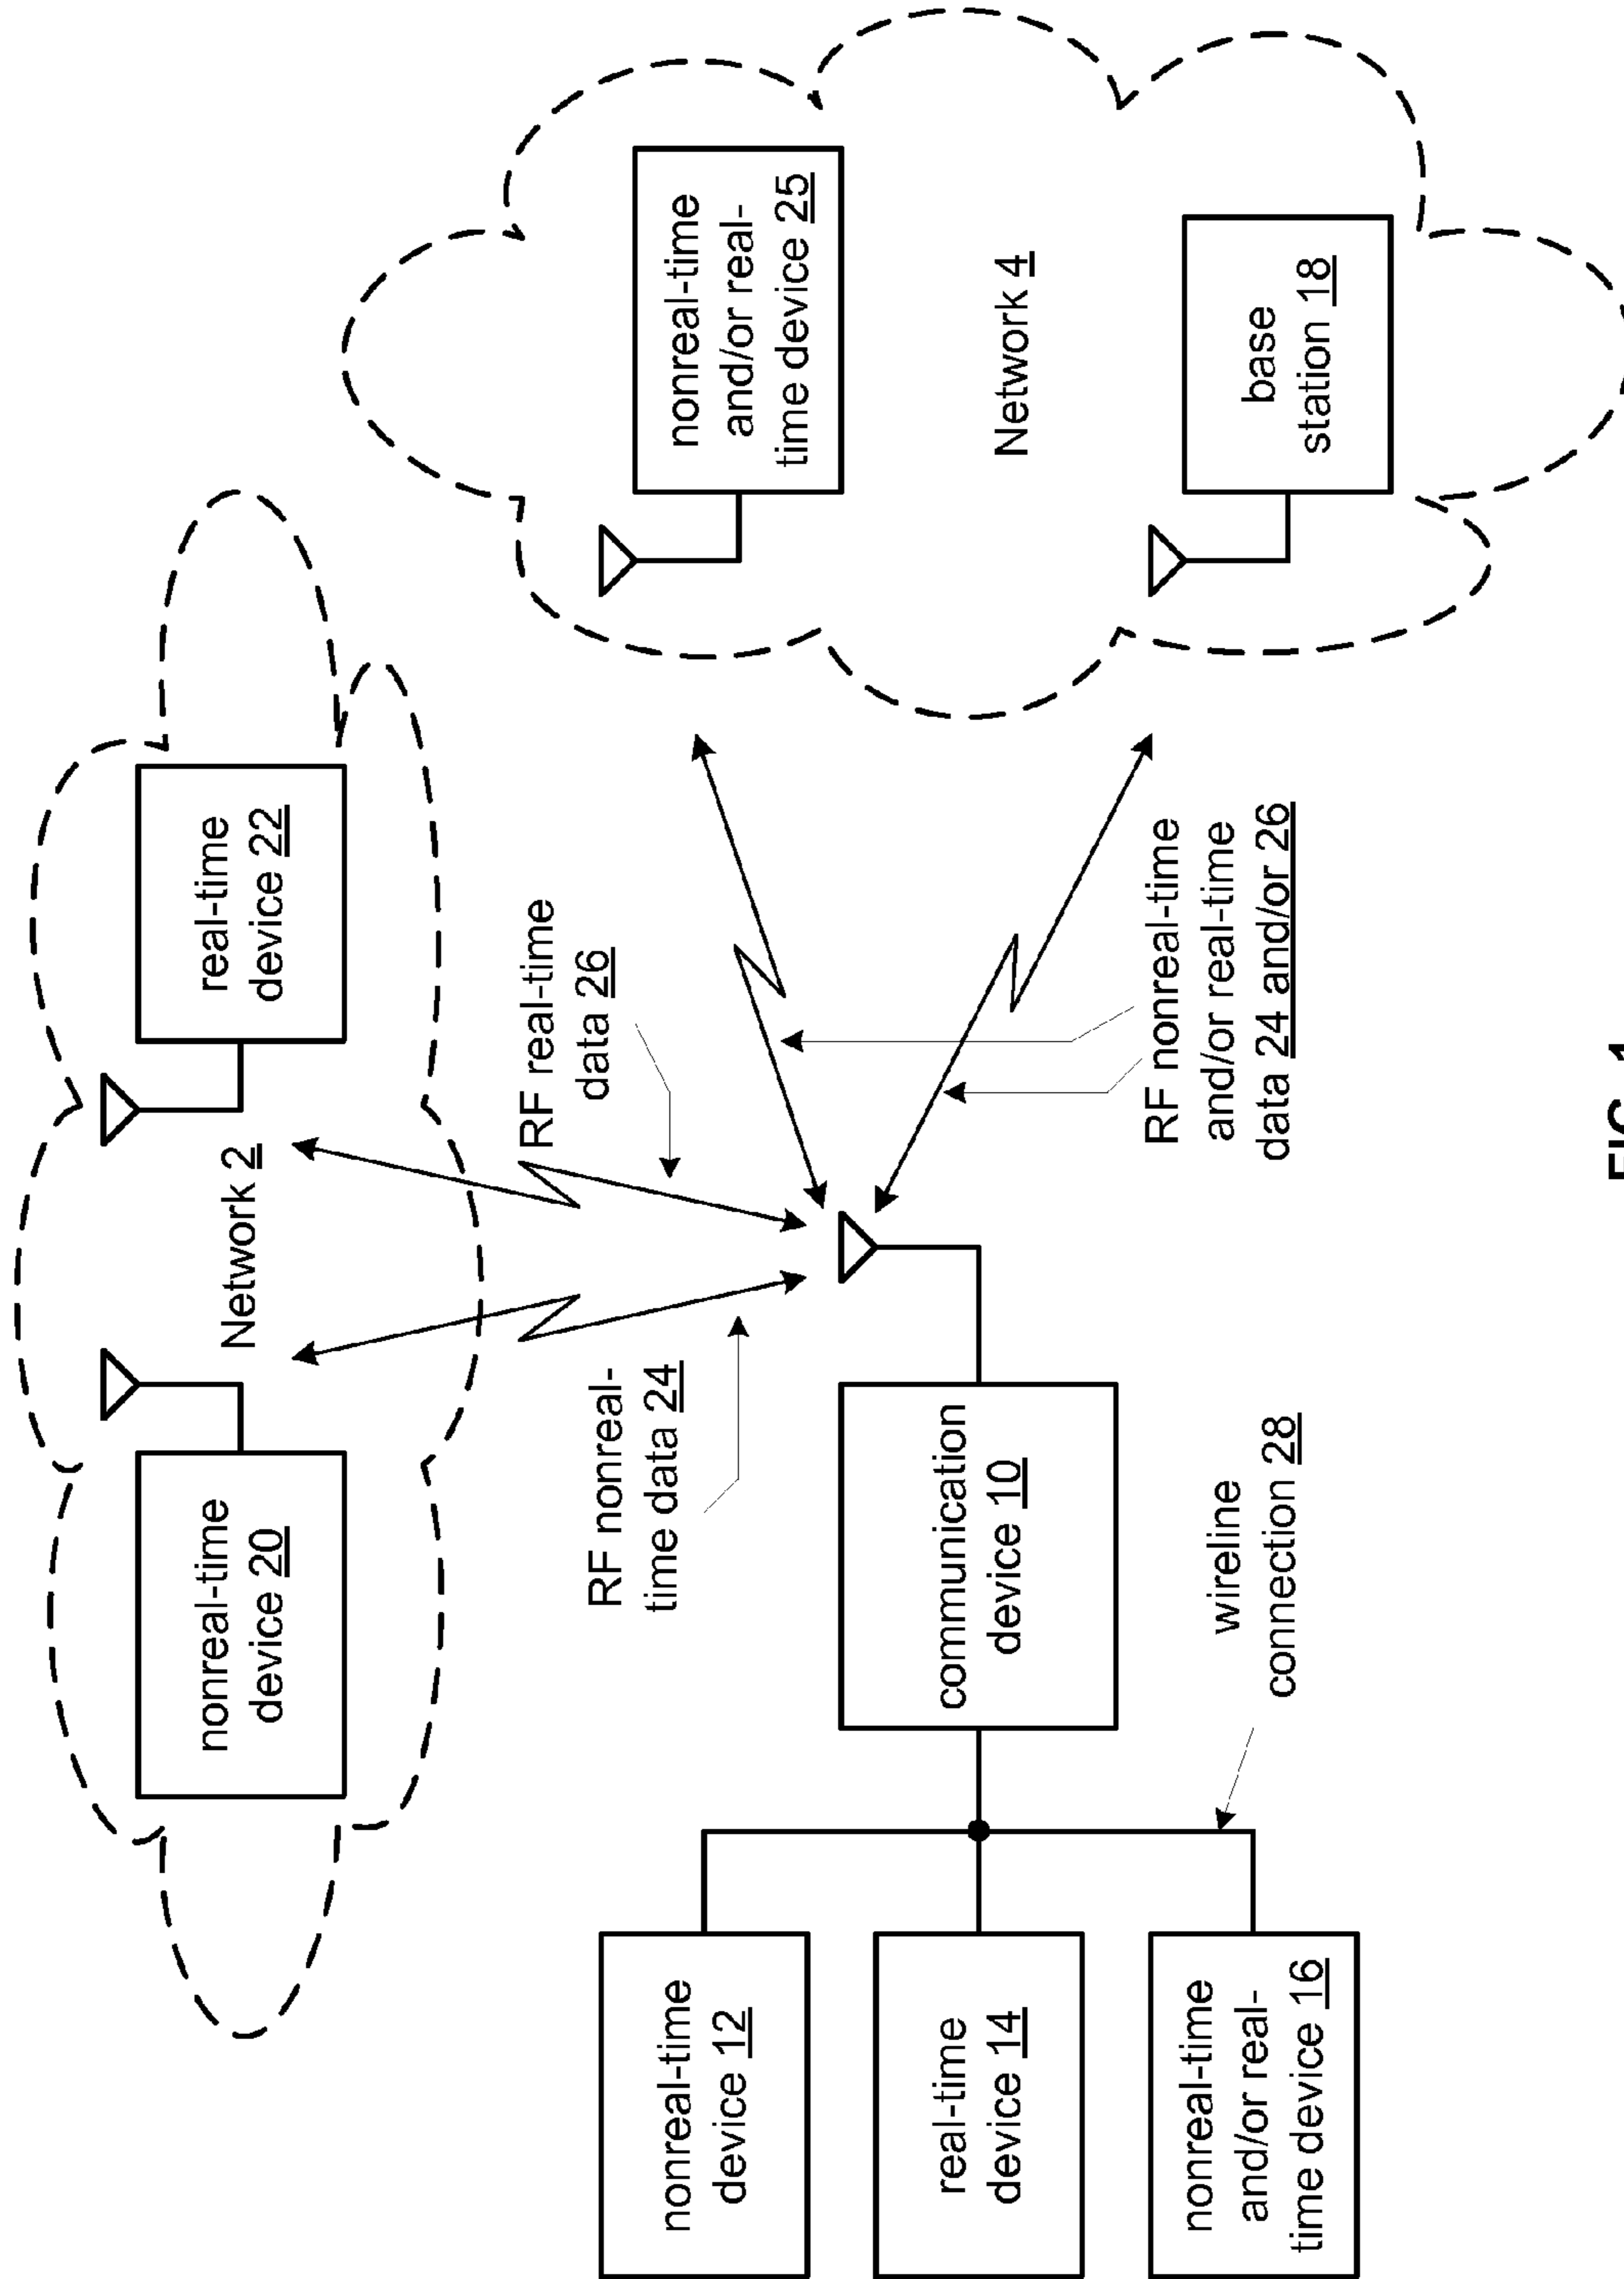 nonreal-time
device 20
Network 2
real-time
device 22
RF nonreal-
time data 24
RF real-time
data 26
nonreal-time
device 12
real-time
device 14
nonreal-time
and/or real-
time device 16
communication
device 10
wireline
connection 28
RF nonreal-time
and/or real-time
data 24 and/or 26
nonreal-time
and/or real-
time device 25
Network 4
base
station 18